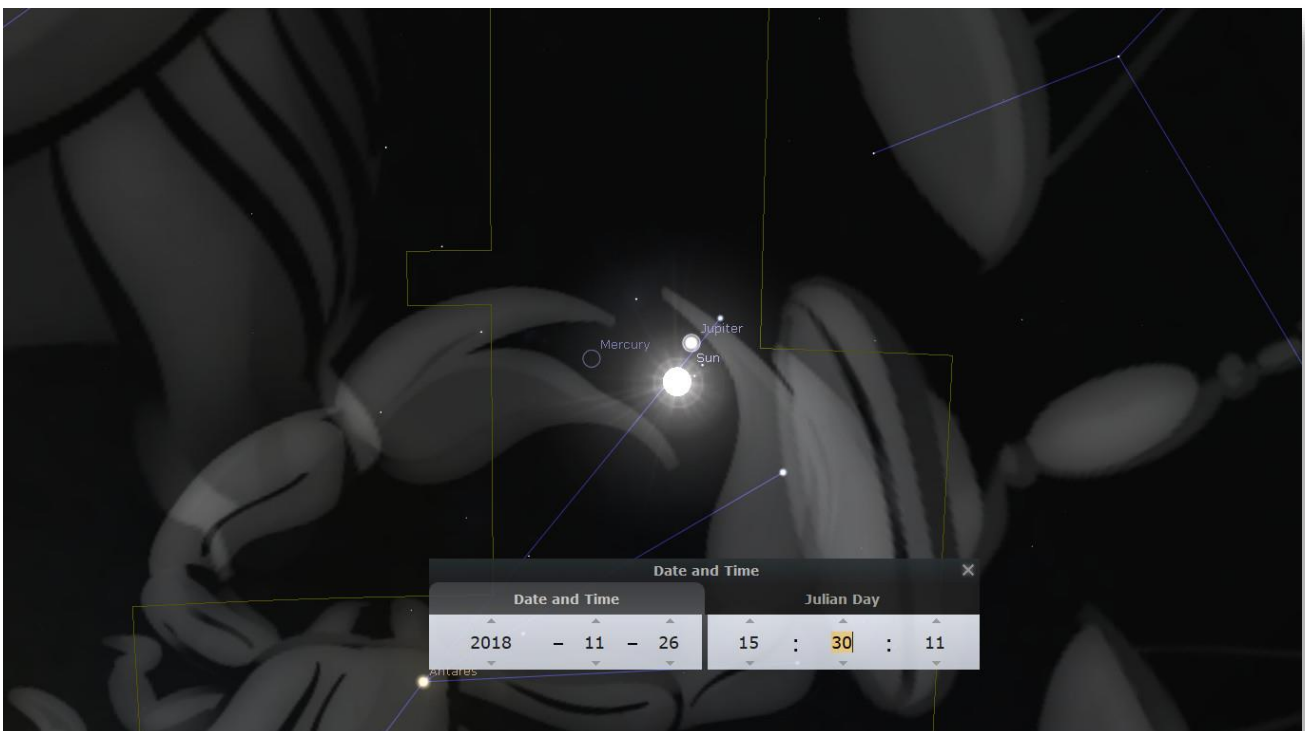 Jupiter
Mercury
Sun
Date and Time
Date and Time
Julian Day
2018 – 11 – 26
15 : 30 : 11
Antares